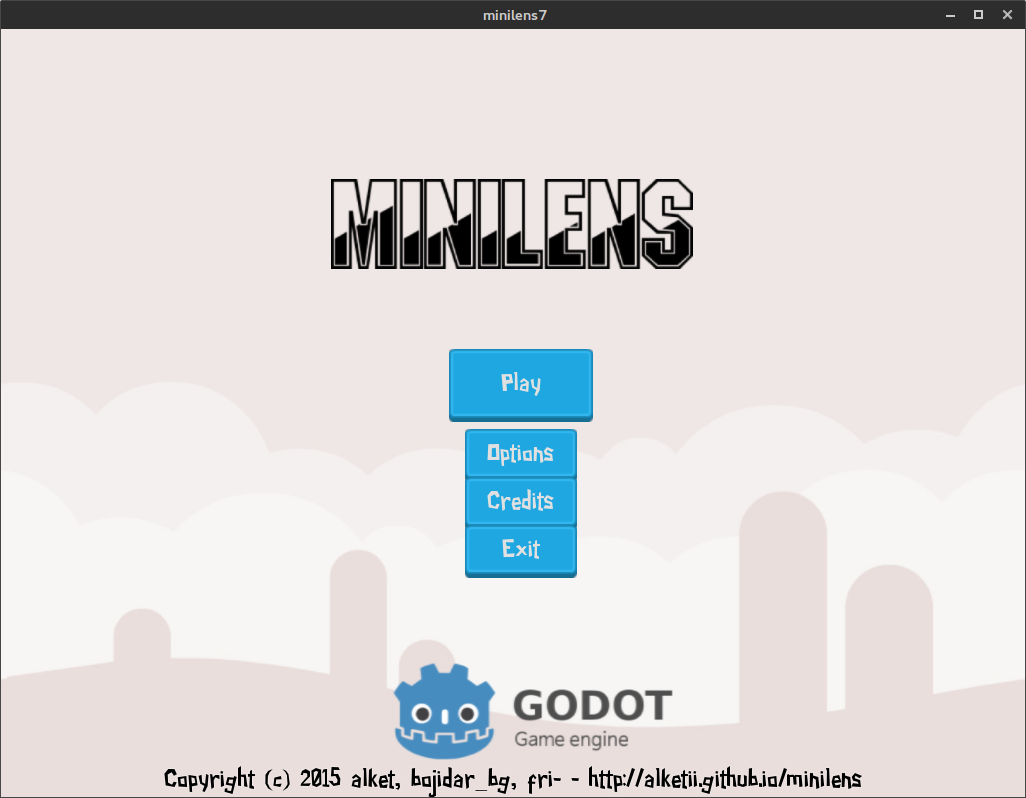 minilens7
MINILENS
Play
Options
Credits
Exit
GODOT
Game engine
Copyright (c) 2015 alket, bojidar_bg, fri- - http://alketii.github.io/minilens